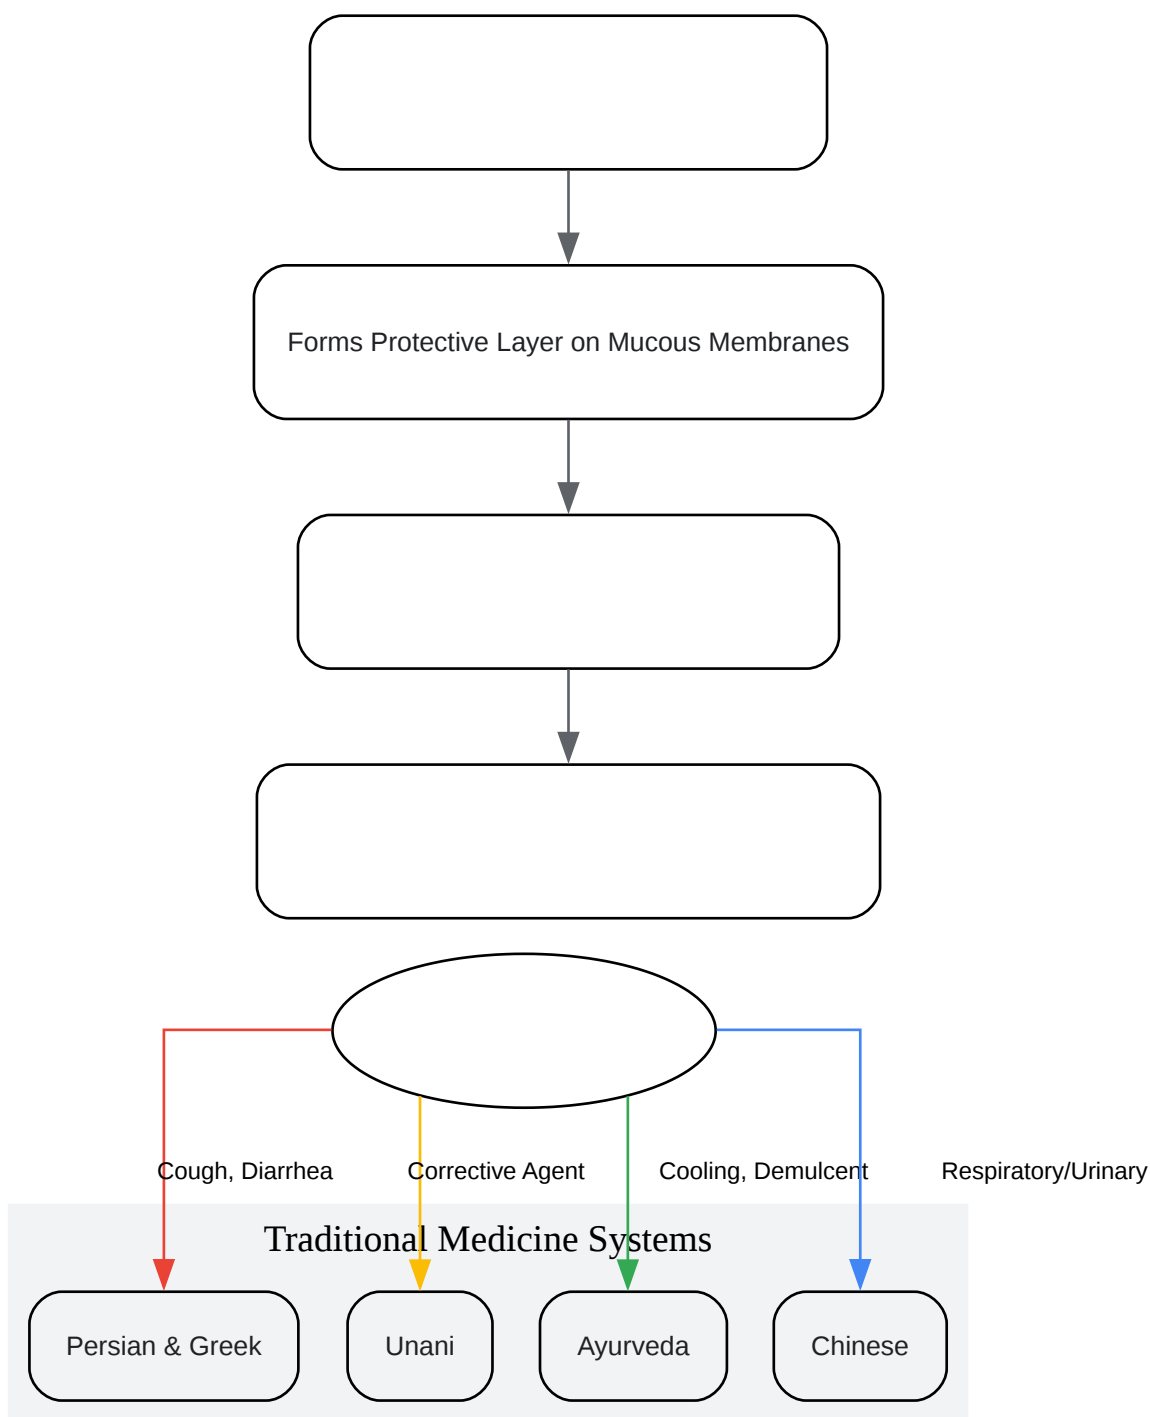 Forms Protective Layer on Mucous Membranes
Cough, Diarrhea
Corrective Agent
Cooling, Demulcent
Respiratory/Urinary
Traditional Medicine Systems
Persian & Greek
Unani
Ayurveda
Chinese